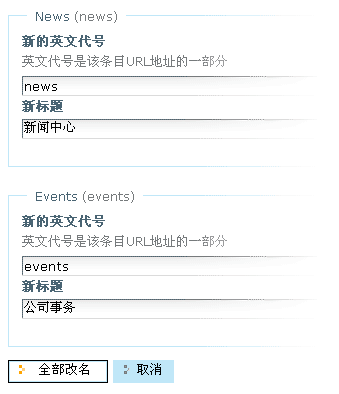 News (news)
新的英文代号
英文代号是该条目URL地址的一部分
news
新标题
新闻中心
Events (events)
新的英文代号
英文代号是该条目URL地址的一部分
events
新标题
公司事务
全部改名 取消